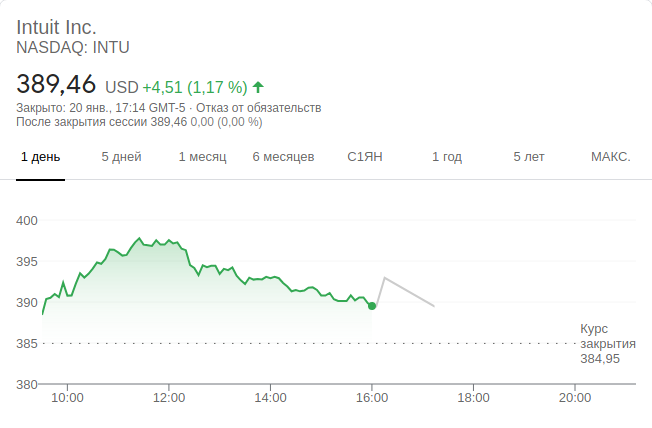 Intuit Inc.
NASDAQ: INTU
389,46 USD +4,51 (1,17 %)
Закрыто: 20 янв., 17:14 GMT-5 · Отказ от обязательств
После закрытия сессии 389,46 0,00 (0,00 %)
1 день 5 дней 1 месяц 6 месяцев С1ЯН 1 год 5 лет МАКС.
400
395
390
385
380
Курс
закрытия
384,95
10:00 12:00 14:00 16:00 18:00 20:00